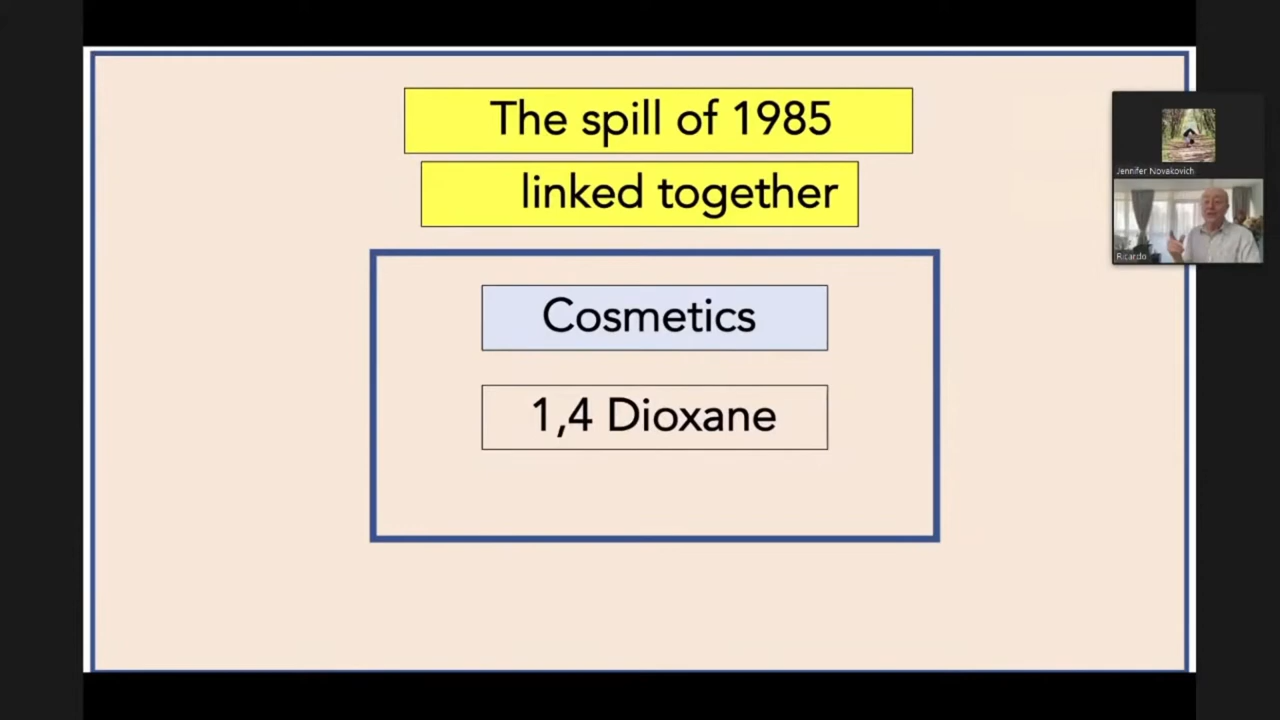 The spill of 1985
linked together
Cosmetics
1,4 Dioxane
Jennifer Novakovich
Ricardo